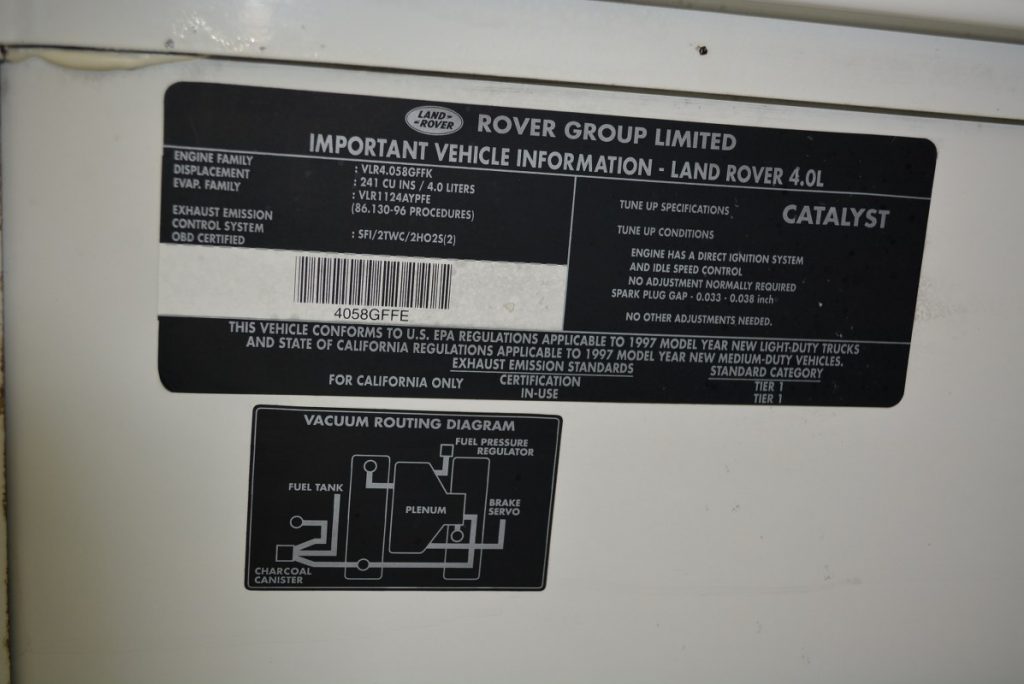 LAND-
-ROVER
ROVER GROUP LIMITED
IMPORTANT VEHICLE INFORMATION - LAND ROVER 4.0L
ENGINE FAMILY : VLR4.058GFFK
DISPLACEMENT : 241 CU INS / 4.0 LITERS
EVAP. FAMILY : VLR1124AYPFE
(86.130-96 PROCEDURES)
EXHAUST EMISSION
CONTROL SYSTEM : SFI/2TWC/2HO2S(2)
OBD CERTIFIED
4058GFFE
TUNE UP SPECIFICATIONS CATALYST
TUNE UP CONDITIONS
ENGINE HAS A DIRECT IGNITION SYSTEM
AND IDLE SPEED CONTROL
NO ADJUSTMENT NORMALLY REQUIRED
SPARK PLUG GAP - 0.033 - 0.038 inch
NO OTHER ADJUSTMENTS NEEDED.
THIS VEHICLE CONFORMS TO U.S. EPA REGULATIONS APPLICABLE TO 1997 MODEL YEAR NEW LIGHT-DUTY TRUCKS
AND STATE OF CALIFORNIA REGULATIONS APPLICABLE TO 1997 MODEL YEAR NEW MEDIUM-DUTY VEHICLES.
EXHAUST EMISSION STANDARDS STANDARD CATEGORY
FOR CALIFORNIA ONLY CERTIFICATION TIER 1
IN-USE TIER 1
VACUUM ROUTING DIAGRAM
FUEL PRESSURE
REGULATOR
FUEL TANK
PLENUM
BRAKE
SERVO
CHARCOAL
CANISTER